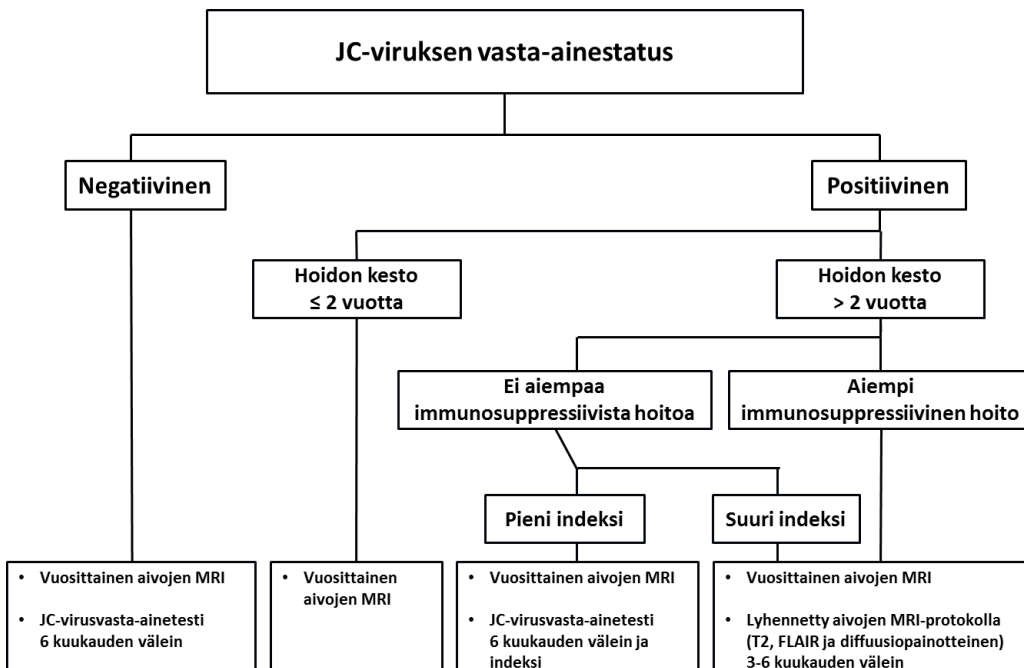 JC-viruksen vasta-ainestatus
Negatiivinen
Positiivinen
Hoidon kesto
≤ 2 vuotta
Hoidon kesto
> 2 vuotta
Ei aiempaa
immunosuppressiivista hoitoa
Aiempi
immunosuppressiivinen hoito
Pieni indeksi
Suuri indeksi
• Vuosittainen aivojen MRI
• JC-virusvasta-ainetesti
6 kuukauden välein
• Vuosittainen
aivojen MRI
• Vuosittainen aivojen MRI
• JC-virusvasta-ainetesti
6 kuukauden välein ja
indeksi
• Vuosittainen aivojen MRI
• Lyhennetty aivojen MRI-protokolla
(T2, FLAIR ja diffuusiopainotteinen)
3-6 kuukauden välein